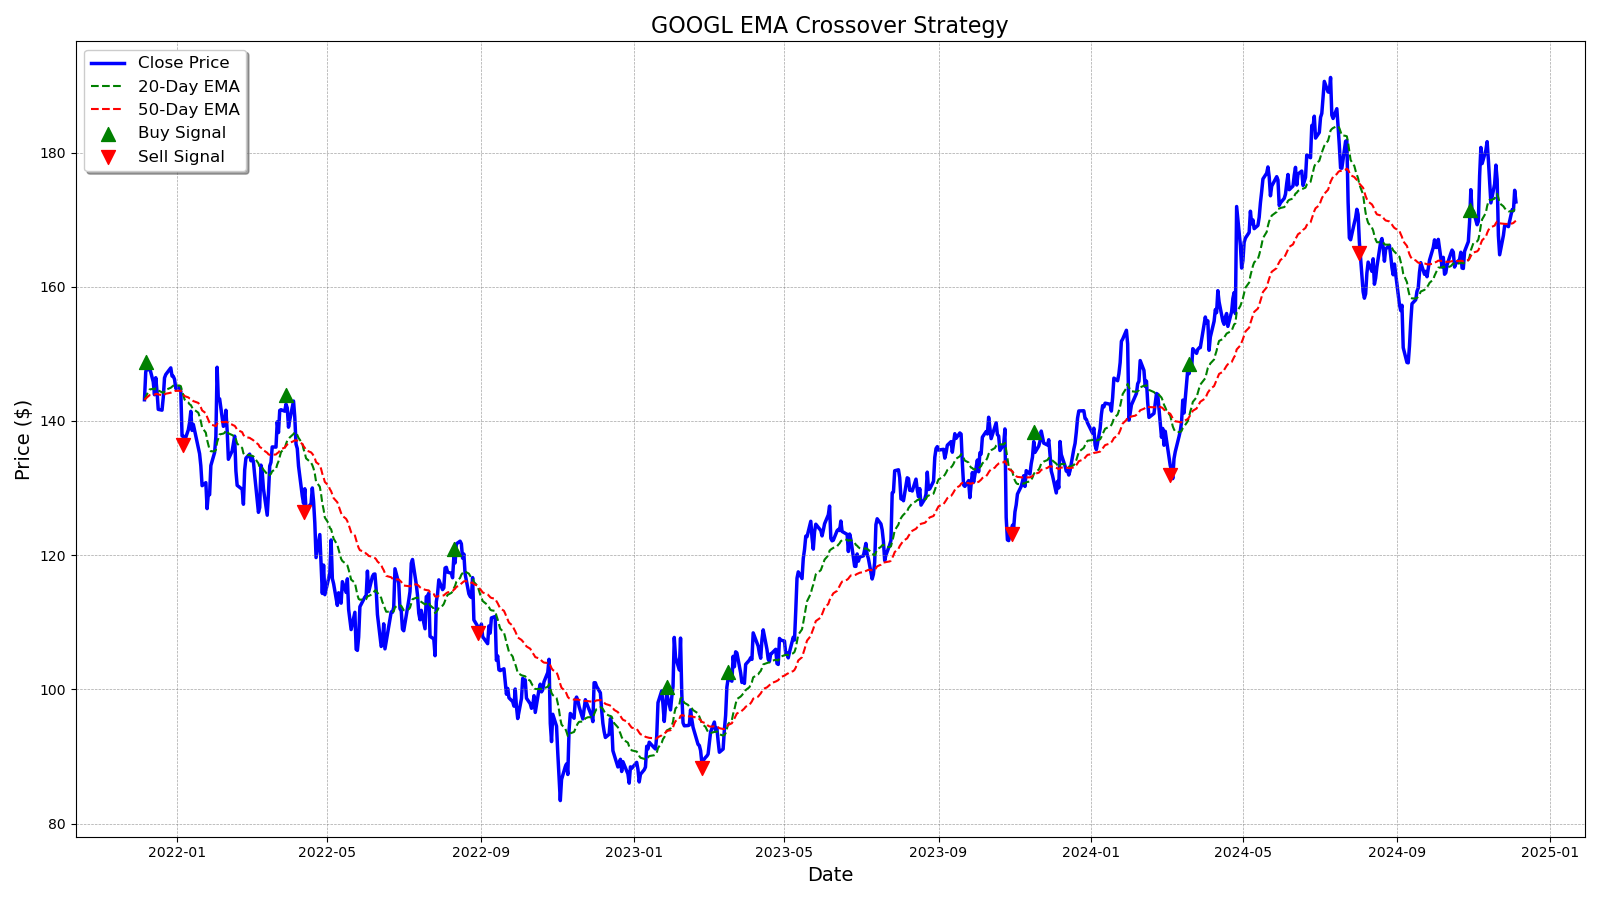 GOOGL EMA Crossover Strategy
Close Price
20-Day EMA
50-Day EMA
Buy Signal
Sell Signal
Price ($)
180
160
140
120
100
80
2022-01
2022-05
2022-09
2023-01
2023-05
2023-09
2024-01
2024-05
2024-09
2025-01
Date